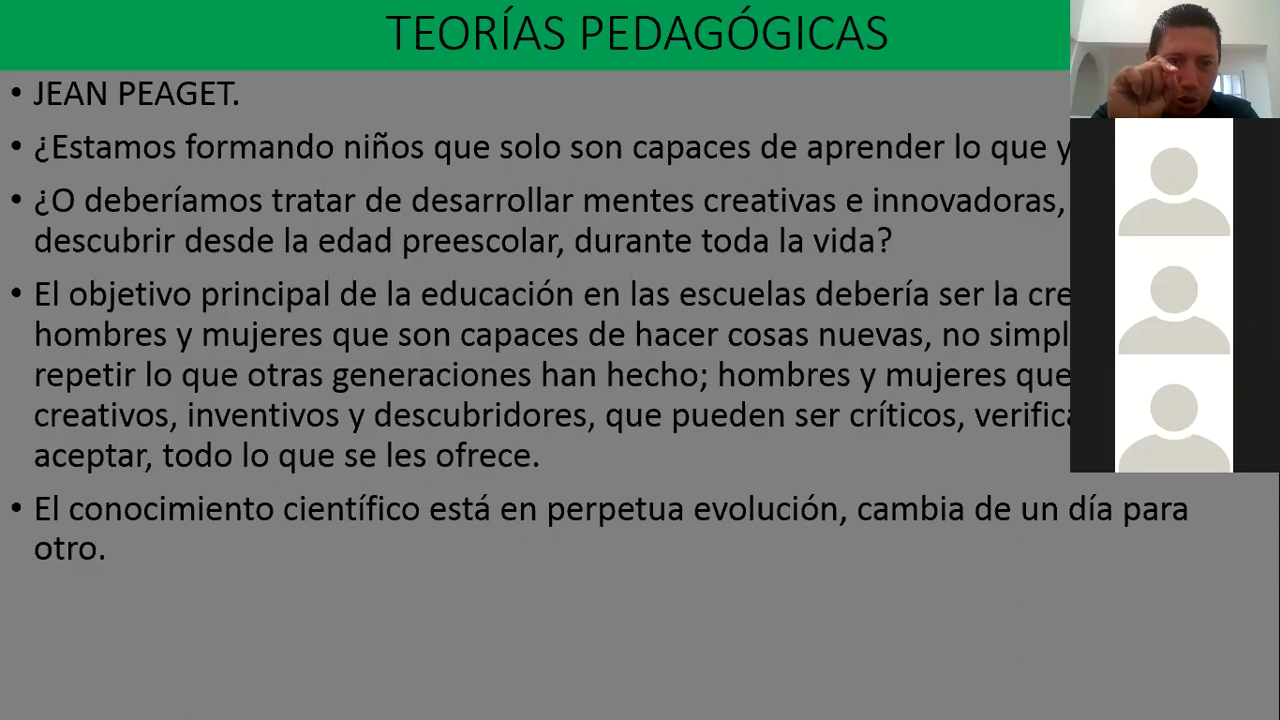 TEORÍAS PEDAGÓGICAS
• JEAN PEAGET.
• ¿Estamos formando niños que solo son capaces de aprender lo que
• ¿O deberíamos tratar de desarrollar mentes creativas e innovadoras,
descubrir desde la edad preescolar, durante toda la vida?
• El objetivo principal de la educación en las escuelas debería ser la
hombres y mujeres que son capaces de hacer cosas nuevas, no
repetir lo que otras generaciones han hecho; hombres y mujeres que
creativos, inventivos y descubridores, que pueden ser críticos,
aceptar, todo lo que se les ofrece.
• El conocimiento científico está en perpetua evolución, cambia de un día para
otro.